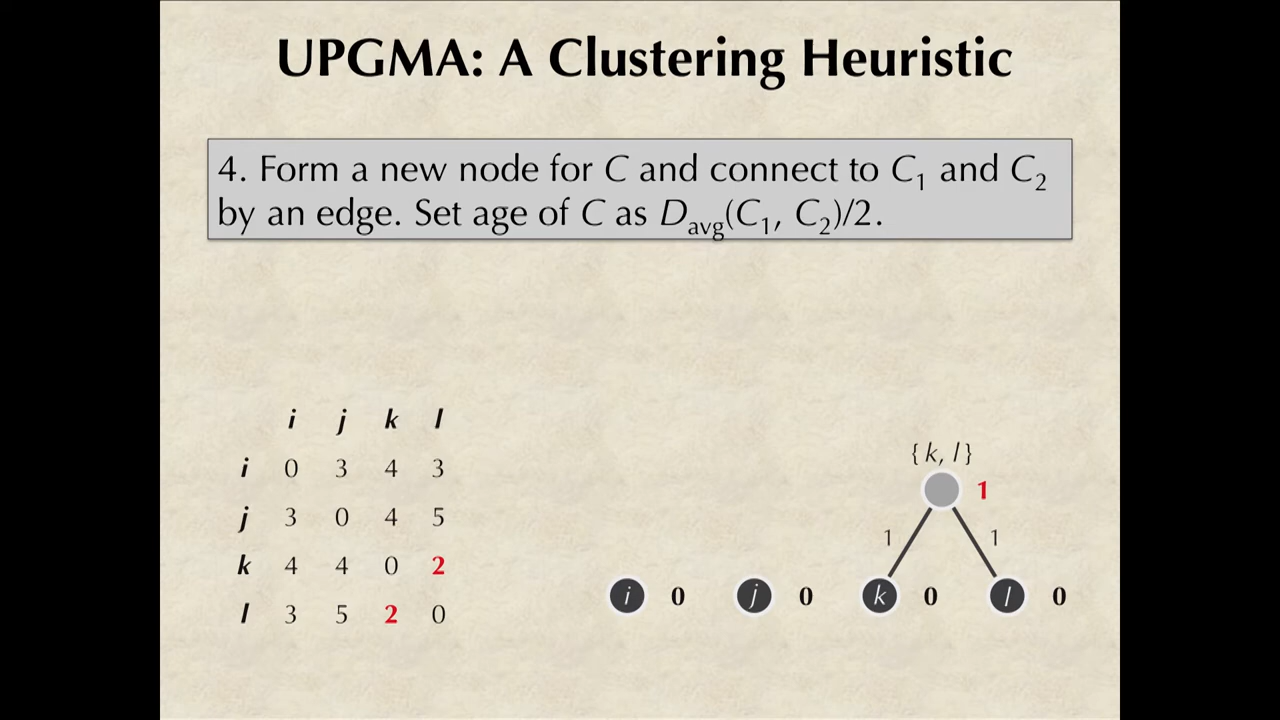 UPGMA: A Clustering Heuristic
4. Form a new node for C and connect to C₁ and C₂
by an edge. Set age of C as Dₐᵥg(C₁, C₂)/2.
i j k l
i 0 3 4 3
j 3 0 4 5
k 4 4 0 2
l 3 5 2 0
{k, l}
1
1 1
i 0 j 0 k 0 l 0